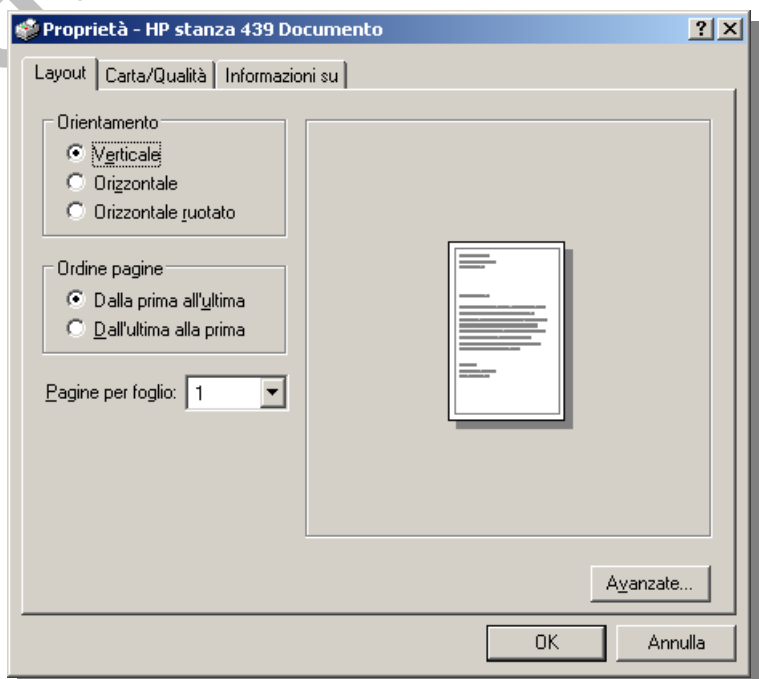 Proprietà - HP stanza 439 Documento
Layout Carta/Qualità Informazioni su
Orientamento
Verticale
Orizzontale
Orizzontale ruotato
Ordine pagine
Dalla prima all'ultima
Dall'ultima alla prima
Pagine per foglio: 1
Avanzate...
OK Annulla